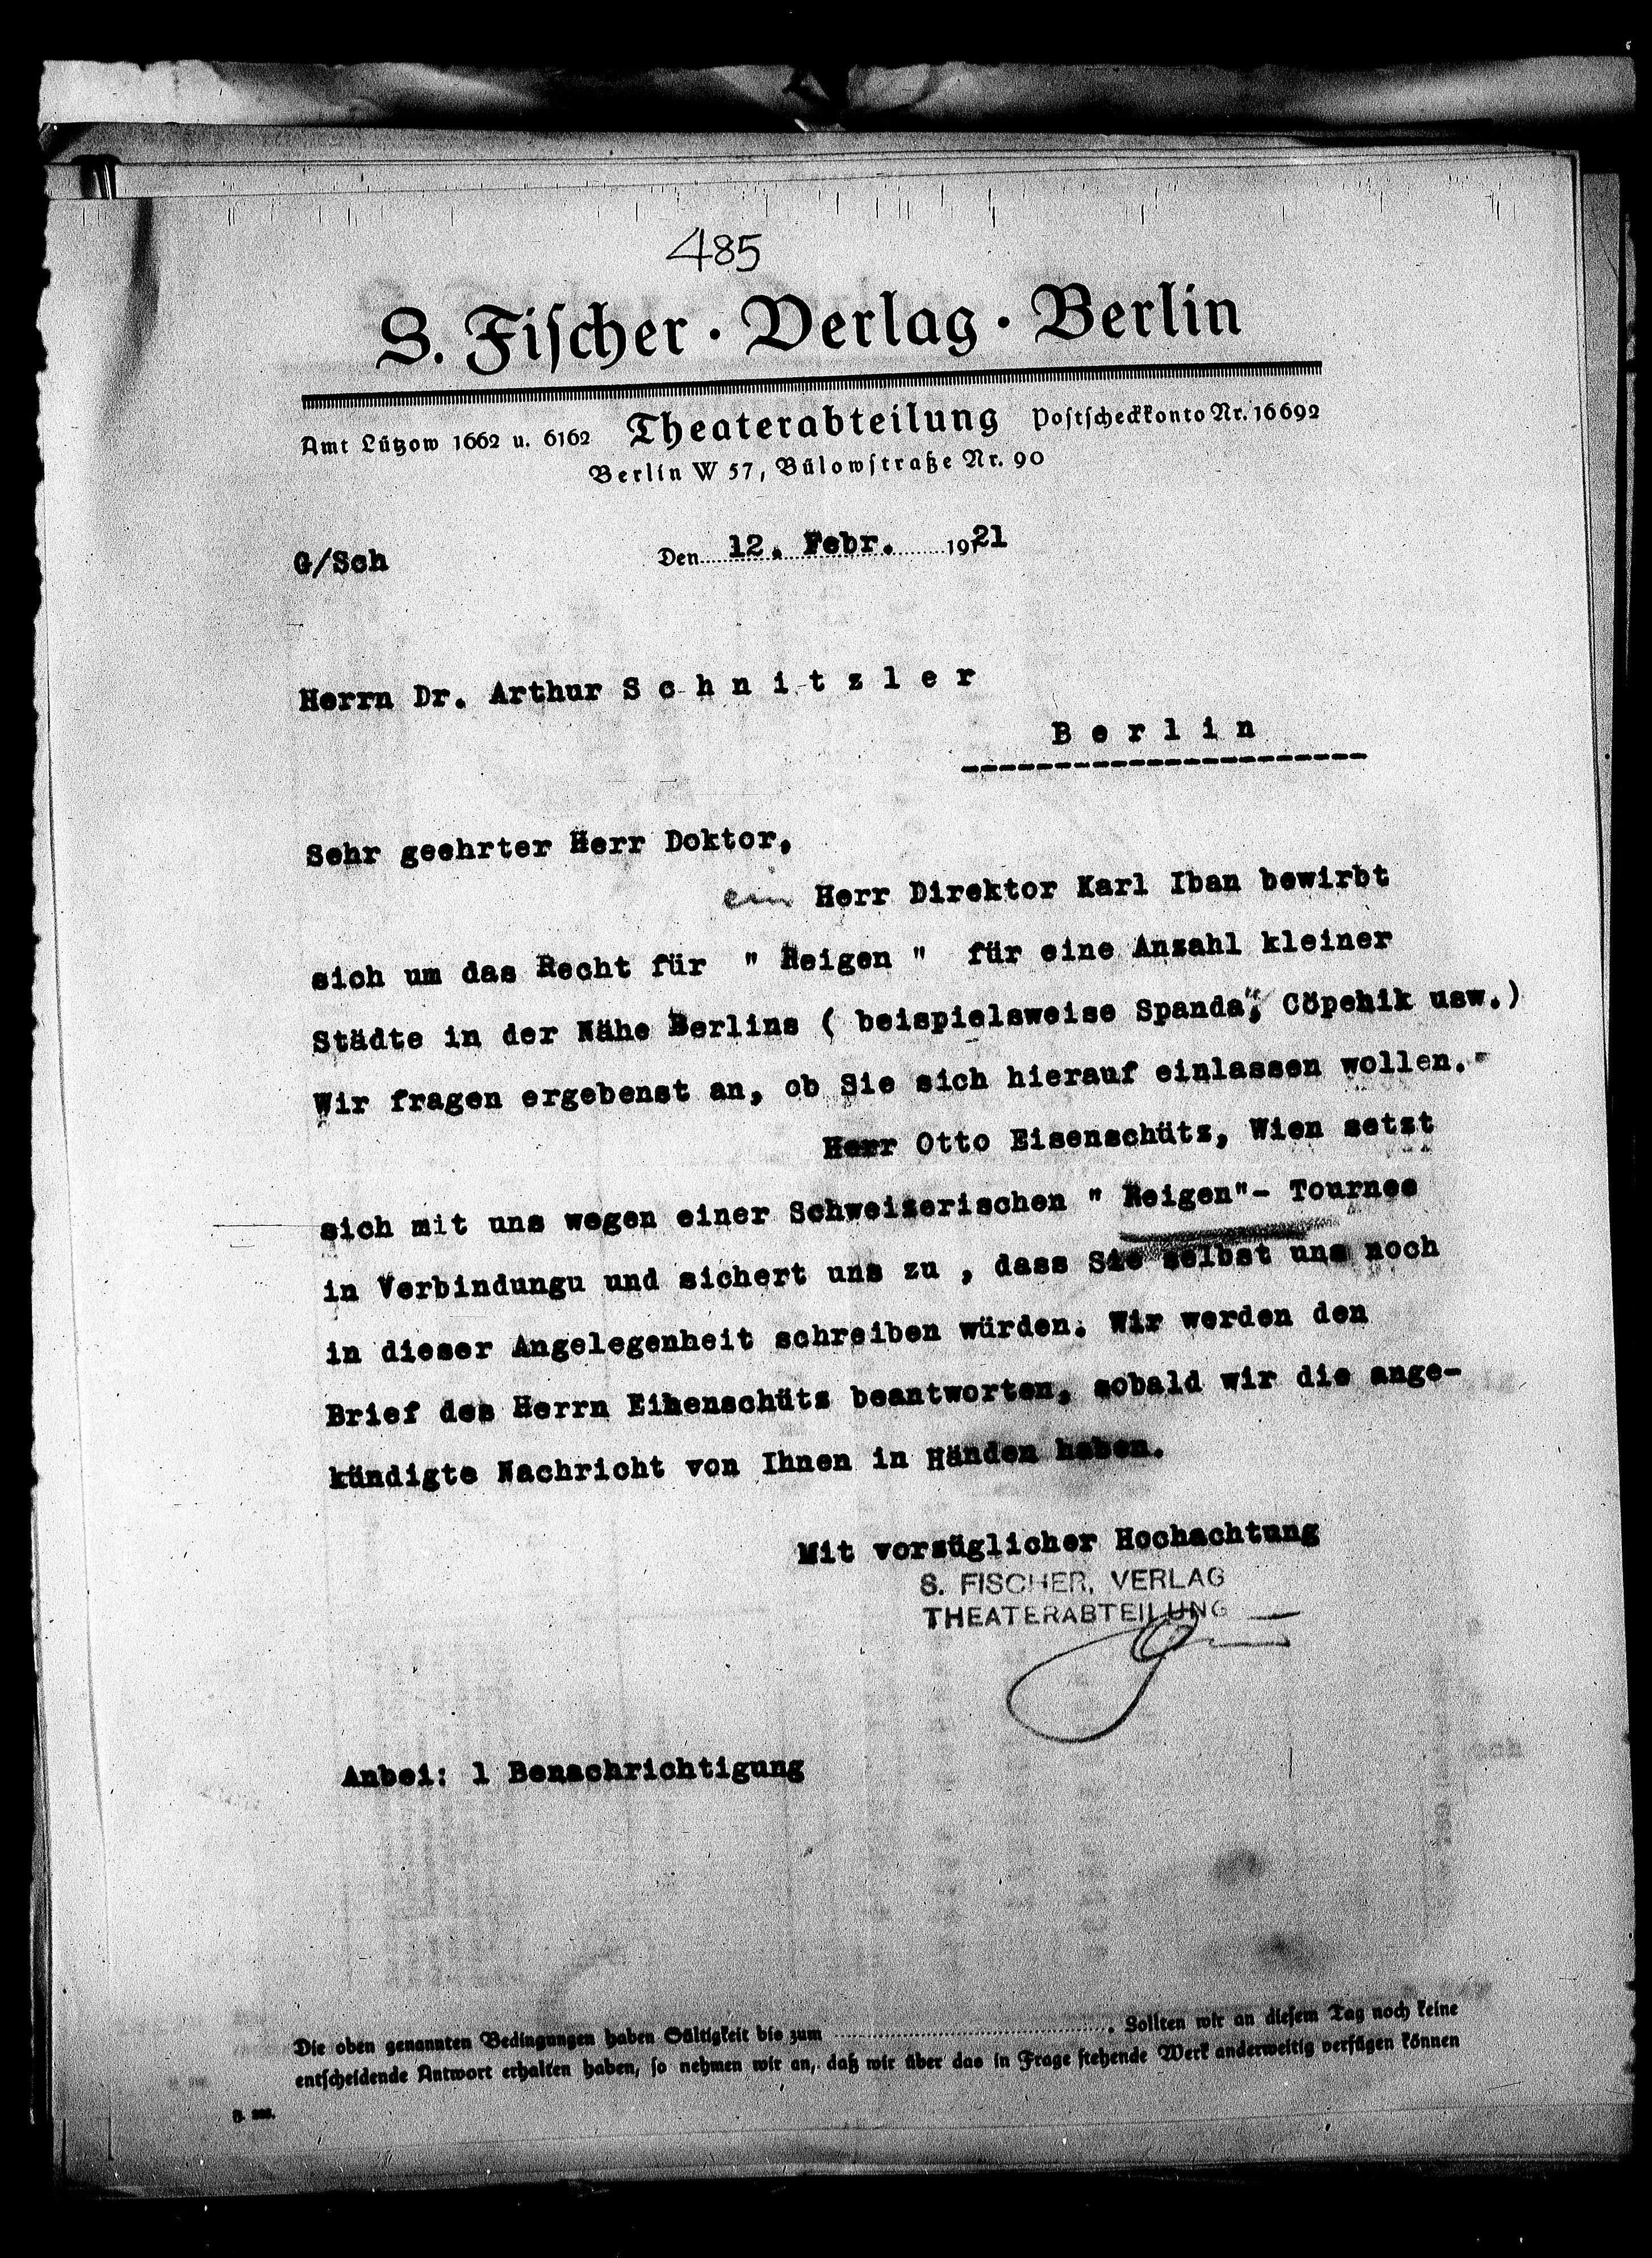 485
S. Fischer · Verlag · Berlin
Amt Lützow 1662 u. 6162 Theaterabteilung Postscheckkonto Nr. 16692
Berlin W 57, Bülowstraße Nr. 90
G/Sch Den 12. Febr. 1921
Herrn Dr. Arthur S c h n i t z l e r
B e r l i n
Sehr geehrter Herr Doktor,
ein Herr Direktor Karl Iban bewirbt
sich um das Recht für " Reigen " für eine Anzahl kleiner
Städte in der Nähe Berlins ( beispielsweise Spanda", Cöpehik usw.)
Wir fragen ergebenst an, ob Sie sich hierauf einlassen wollen.
Herr Otto Eisenschütz, Wien setzt
sich mit uns wegen einer Schweizerischen " Reigen"- Tournee
in Verbindungu und sichert uns zu , dass Sie selbst uns noch
in dieser Angelegenheit schreiben würden. Wir werden den
Brief des Herrn Eihenschütz beantworten, sobald wir die ange-
kündigte Nachricht von Ihnen in Händen haben.
Mit vorzüglicher Hochachtung
S. FISCHER, VERLAG
THEATERABTEILUNG
Anbei: 1 Benachrichtigung
Die oben genannten Bedingungen haben Gültigkeit bis zum . Sollten wir an diesem Tag noch keine
entscheidende Antwort erhalten haben, so nehmen wir an, daß wir über das in Frage stehende Werk anderweitig verfügen können